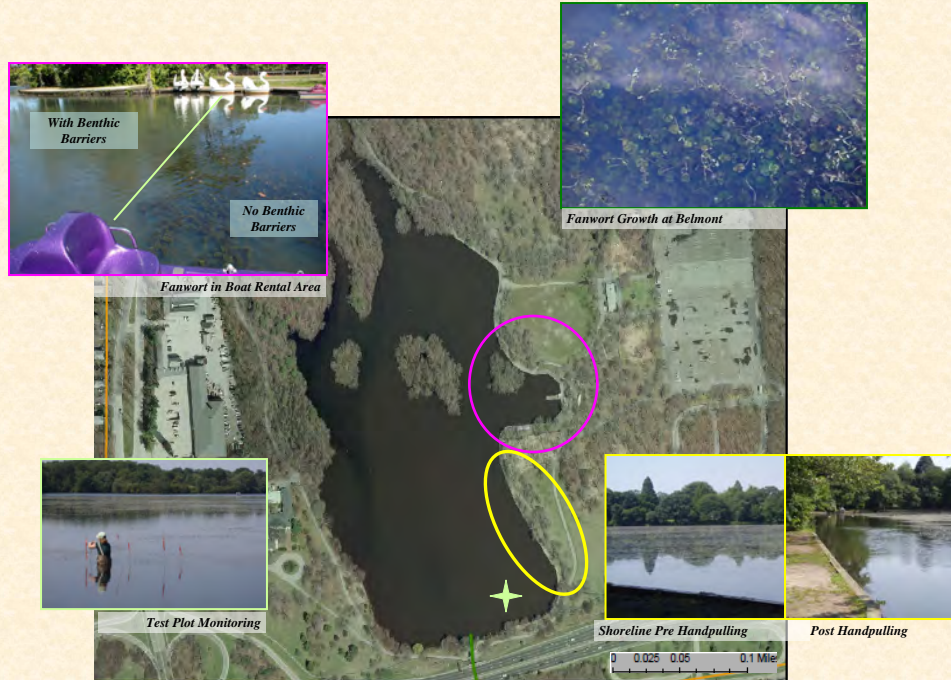 With Benthic
Barriers
No Benthic
Barriers
Fanwort in Boat Rental Area
Fanwort Growth at Belmont
Test Plot Monitoring
Shoreline Pre Handpulling
Post Handpulling
0 0.025 0.05 0.1 Mile